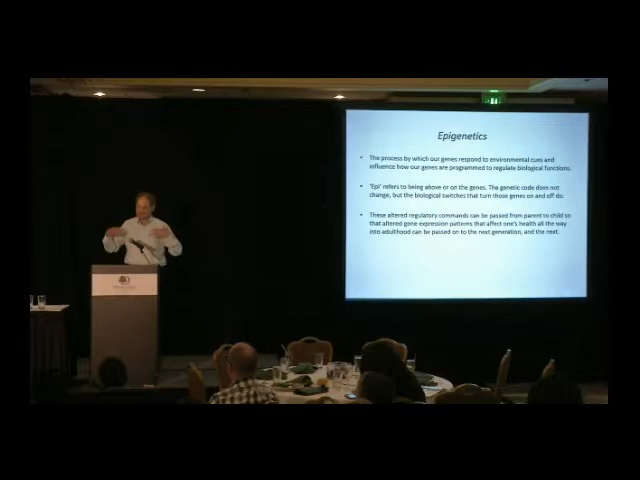 Epigenetics
• The process by which our genes respond to environmental cues and
influence how our genes are programmed to regulate biological functions.
• 'Epi' refers to being above or on the genes. The genetic code does not
change, but the biological switches that turn those genes on and off do.
• These altered regulatory commands can be passed from parent to child so
that altered gene expression patterns that affect one's health all the way
into adulthood can be passed on to the next generation, and the next.